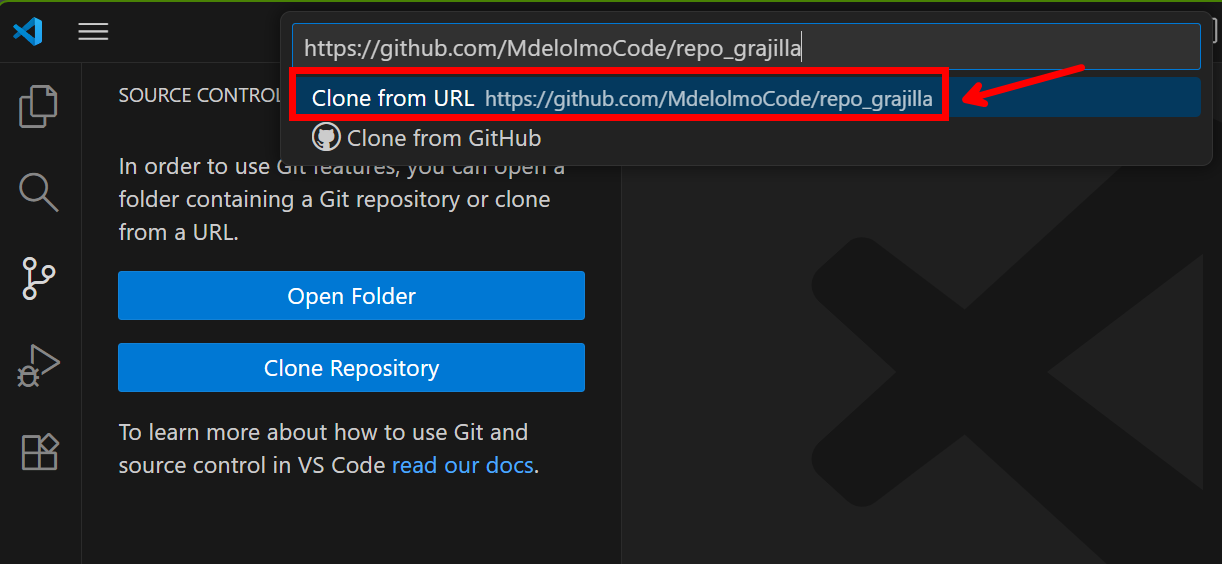 https://github.com/MdelolmoCode/repo_grajilla
Clone from URL https://github.com/MdelolmoCode/repo_grajilla
Clone from GitHub
SOURCE CONTROL
In order to use Git features, you can open a
folder containing a Git repository or clone
from a URL.
Open Folder
Clone Repository
To learn more about how to use Git and
source control in VS Code read our docs.